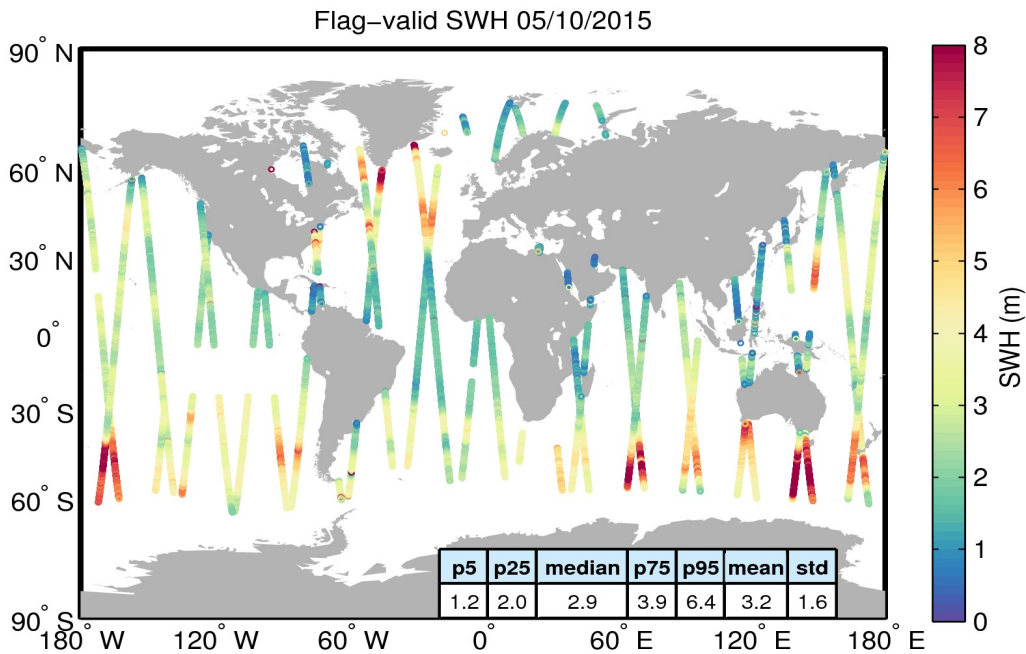 Flag−valid SWH 05/10/2015
90° N
60° N
30° N
0°
30° S
60° S
90° S
180° W
120° W
60° W
0°
60° E
120° E
180° E
p5 p25 median p75 p95 mean std
1.2 2.0 2.9 3.9 6.4 3.2 1.6
8
7
6
5
4
3
2
1
0
SWH (m)